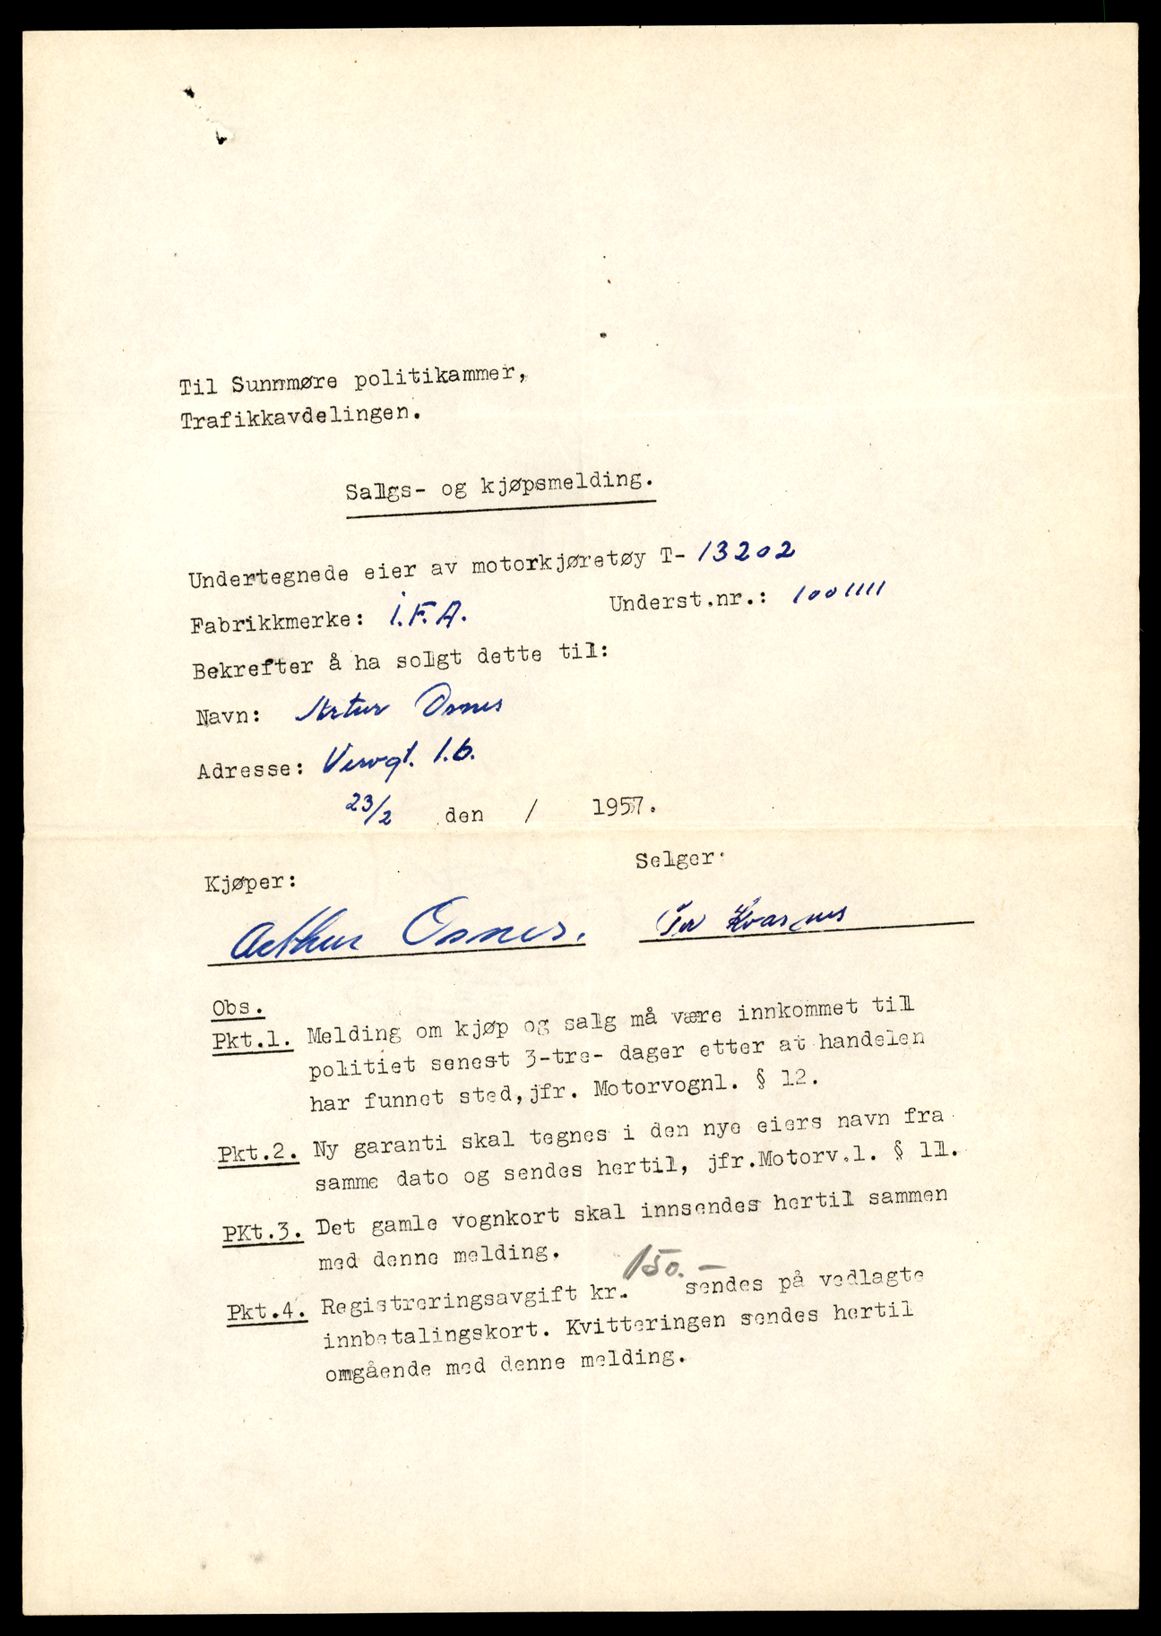 Til Sunnmøre politikammer,
Trafikkavdelingen.
Salgs- og kjøpsmelding.
Undertegnede eier av motorkjøretøy T- 13202
Fabrikkmerke: I.F.A. Underst.nr.: 1001111
Bekrefter å ha solgt dette til:
Navn: Artur Osnes
Adresse: 1.b.
23/2 den / 1957.
Kjøper: Selger:
Arthur Osnes. Kvasnes
Obs.
Pkt.1. Melding om kjøp og salg må være innkommet till
politiet senest 3-tre- dager etter at handelen
har funnet sted, jfr. Motorvognl. § 12.
Pkt.2. Ny garanti skal tegnes i den nye eiers navn fra
samme dato og sendes hertil, jfr.Motorv.l. § 11.
PKt.3. Det gamle vognkort skal innsendes hertil sammen
med denne melding.
Pkt.4. Registreringsavgift kr. 150.- sendes på vedlagte
innbetalingskort. Kvitteringen sendes hertil
omgående med denne melding.